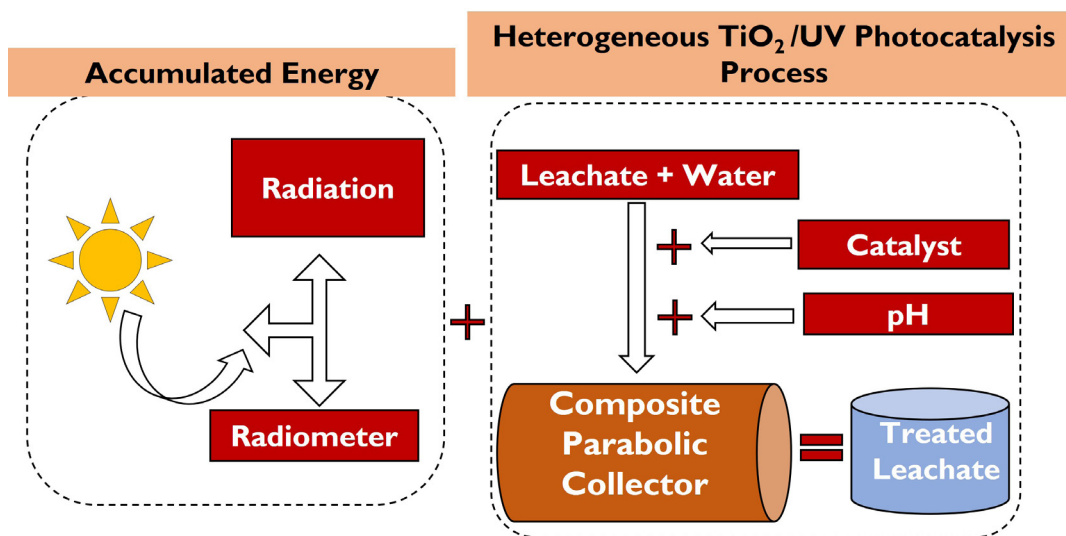 Accumulated Energy
Heterogeneous TiO₂ /UV Photocatalysis
Process
Radiation
Radiometer
+
Leachate + Water
+
Catalyst
+
pH
Composite
Parabolic
Collector
=
Treated
Leachate